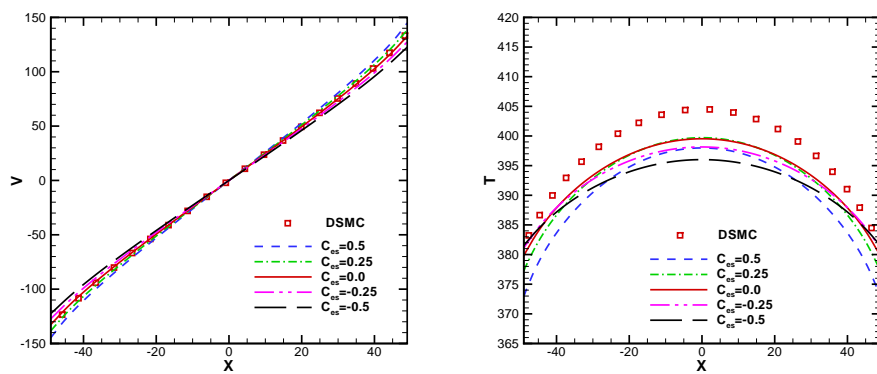 150
100
50
0
-50
-100
-150
V
-40
-20
0
20
40
X
DSMC
C_es=0.5
C_es=0.25
C_es=0.0
C_es=-0.25
C_es=-0.5
420
415
410
405
400
395
390
385
380
375
370
365
T
-40
-20
0
20
40
X
DSMC
C_es=0.5
C_es=0.25
C_es=0.0
C_es=-0.25
C_es=-0.5